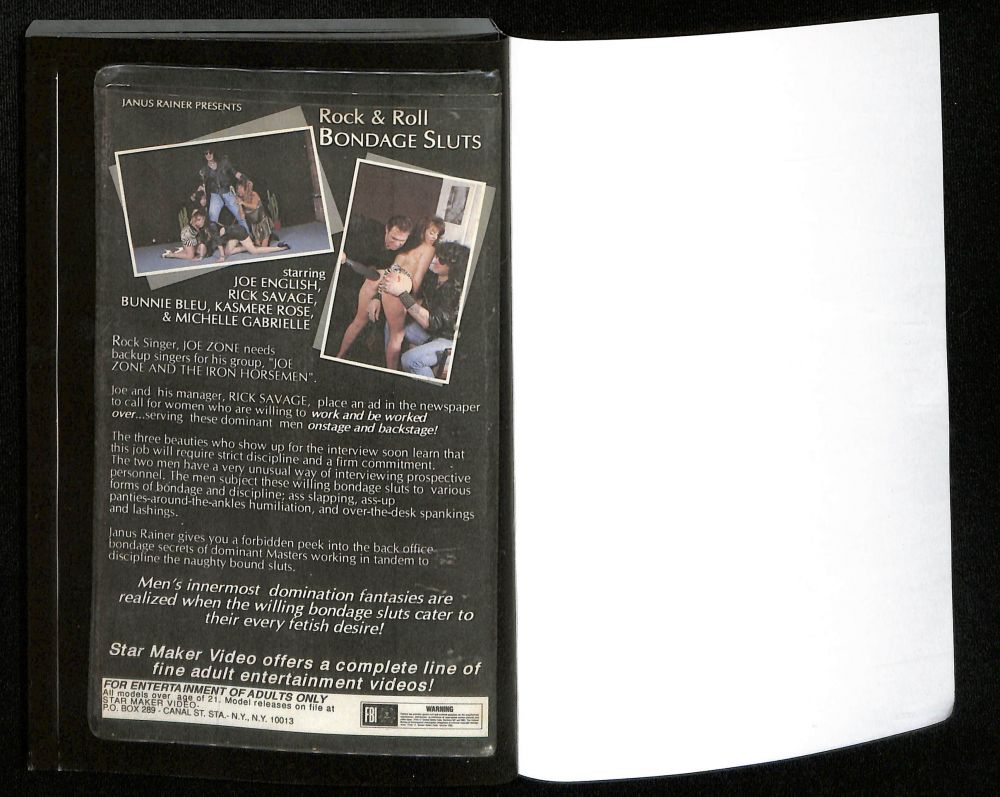 JANUS RAINER PRESENTS
Rock & Roll
BONDAGE SLUTS
starring
JOE ENGLISH,
RICK SAVAGE,
BUNNIE BLEU, KASMERE ROSE,
& MICHELLE GABRIELLE
Rock Singer, JOE ZONE needs
backup singers for his group, "JOE
ZONE AND THE IRON HORSEMEN".
Joe and his manager, RICK SAVAGE, place an ad in the newspaper
to call for women who are willing to work and be worked
over...serving these dominant men onstage and backstage!
The three beauties who show up for the interview soon learn that
this job will require strict discipline and a firm commitment.
The two men have a very unusual way of interviewing prospective
personnel. The men subject these willing bondage sluts to various
forms of bondage and discipline; ass slapping, ass-up
panties-around-the-ankles humiliation, and over-the-desk spankings
and lashings.
Janus Rainer gives you a forbidden peek into the back office
bondage secrets of dominant Masters working in tandem to
discipline the naughty bound sluts.
Men's innermost domination fantasies are
realized when the willing bondage sluts cater to
their every fetish desire!
Star Maker Video offers a complete line of
fine adult entertainment videos!
FOR ENTERTAINMENT OF ADULTS ONLY
All models over age of 21. Model releases on file at
STAR MAKER VIDEO-
P.O. BOX 289 - CANAL ST. STA.- N.Y., N.Y. 10013
FBI
WARNING